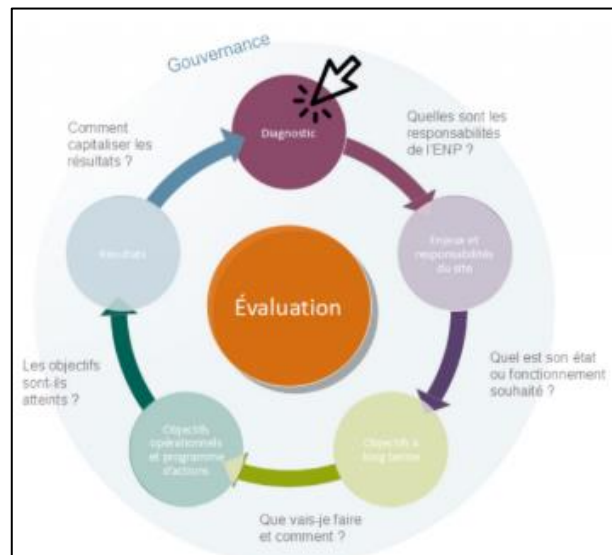 Gouvernance
Diagnostic
Quelles sont les
responsabilités
de l'ENP ?
Enjeux et
responsabilités
du site
Quel est son état
ou fonctionnement
souhaité ?
Objectifs à
long terme
Que vais-je faire
et comment ?
Objectifs
opérationnels
et programme
d'actions
Les objectifs
sont-ils
atteints ?
Résultats
Comment
capitaliser les
résultats ?
Évaluation